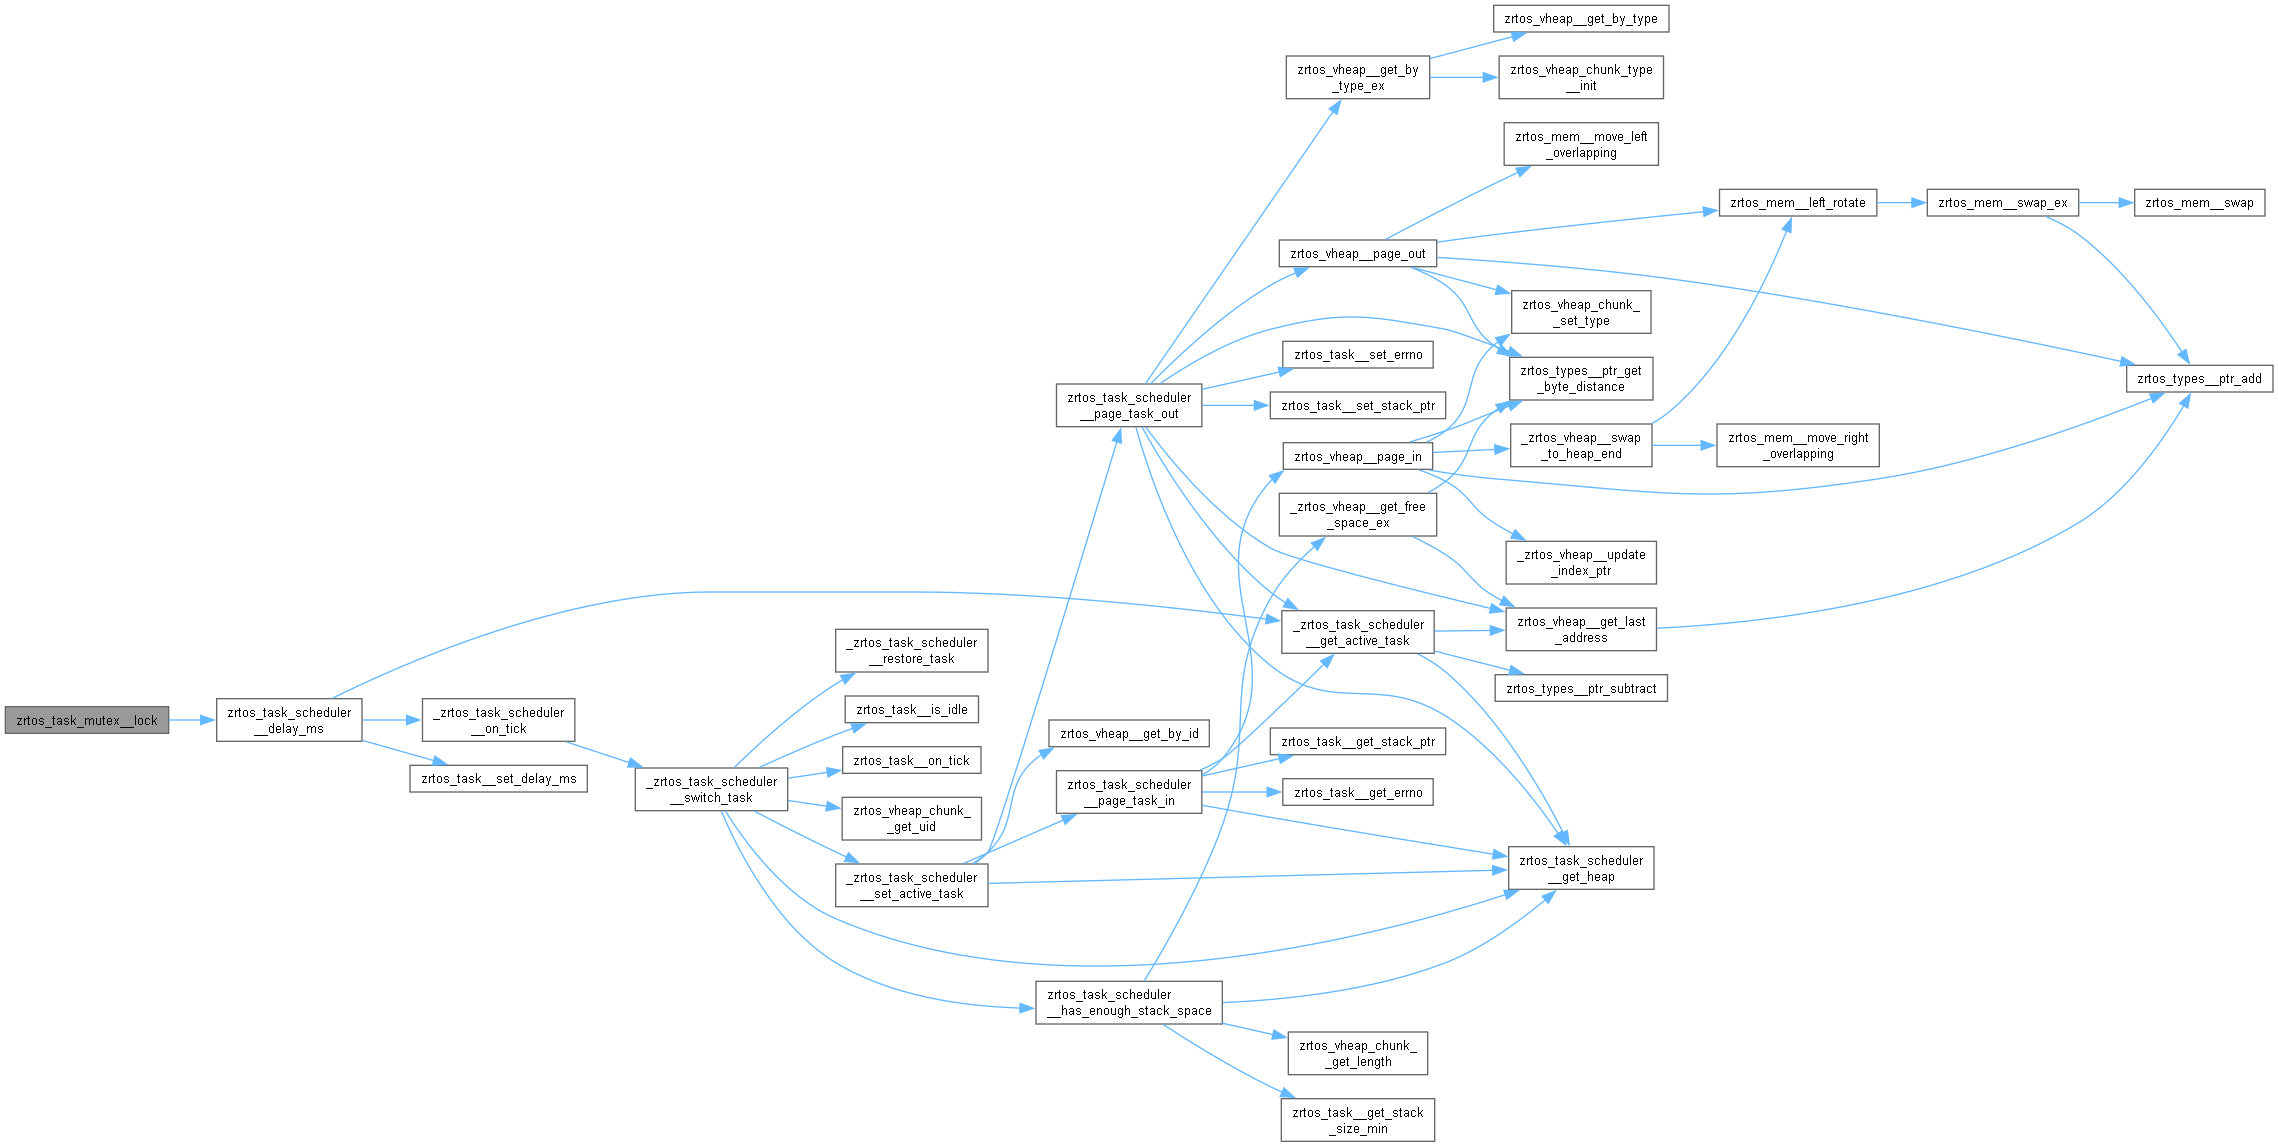 zrtos_vheap__get_by_type
zrtos_vheap__get_by
_type_ex
zrtos_vheap_chunk_type
__init
zrtos_mem__move_left
_overlapping
zrtos_mem__left_rotate
zrtos_mem__swap_ex
zrtos_mem__swap
zrtos_vheap__page_out
zrtos_vheap_chunk_
_set_type
zrtos_task__set_errno
zrtos_types__ptr_get
_byte_distance
zrtos_types__ptr_add
zrtos_task_scheduler
__page_task_out
zrtos_task__set_stack_ptr
_zrtos_vheap__swap
_to_heap_end
zrtos_mem__move_right
_overlapping
zrtos_vheap__page_in
_zrtos_vheap__get_free
_space_ex
_zrtos_vheap__update
_index_ptr
_zrtos_task_scheduler
__get_active_task
zrtos_vheap__get_last
_address
_zrtos_task_scheduler
__restore_task
zrtos_types__ptr_subtract
zrtos_task_mutex__lock
zrtos_task_scheduler
__delay_ms
_zrtos_task_scheduler
__on_tick
zrtos_task__is_idle
zrtos_vheap__get_by_id
zrtos_task__get_stack_ptr
zrtos_task__set_delay_ms
_zrtos_task_scheduler
__switch_task
zrtos_task__on_tick
zrtos_task_scheduler
__page_task_in
zrtos_task__get_errno
zrtos_vheap_chunk_
_get_uid
zrtos_task_scheduler
__get_heap
_zrtos_task_scheduler
__set_active_task
zrtos_task_scheduler
__has_enough_stack_space
zrtos_vheap_chunk_
_get_length
zrtos_task__get_stack
_size_min